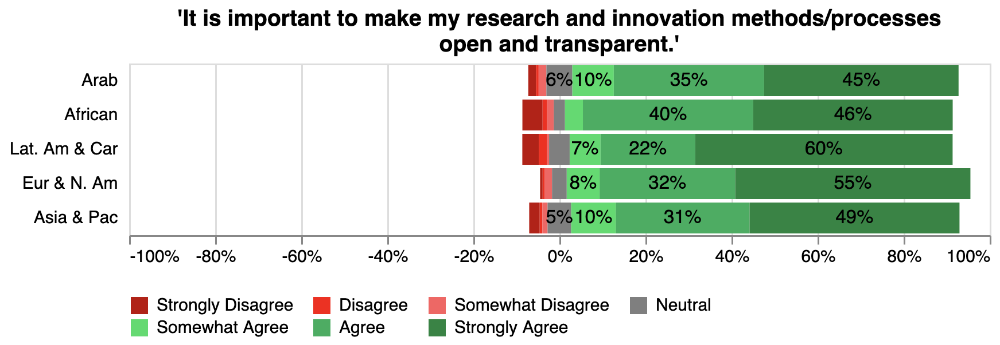 'It is important to make my research and innovation methods/processes
open and transparent.'
Arab 6% 10% 35% 45%
African 40% 46%
Lat. Am & Car 7% 22% 60%
Eur & N. Am 8% 32% 55%
Asia & Pac 5% 10% 31% 49%
-100% -80% -60% -40% -20% 0% 20% 40% 60% 80% 100%
Strongly Disagree Disagree Somewhat Disagree Neutral
Somewhat Agree Agree Strongly Agree